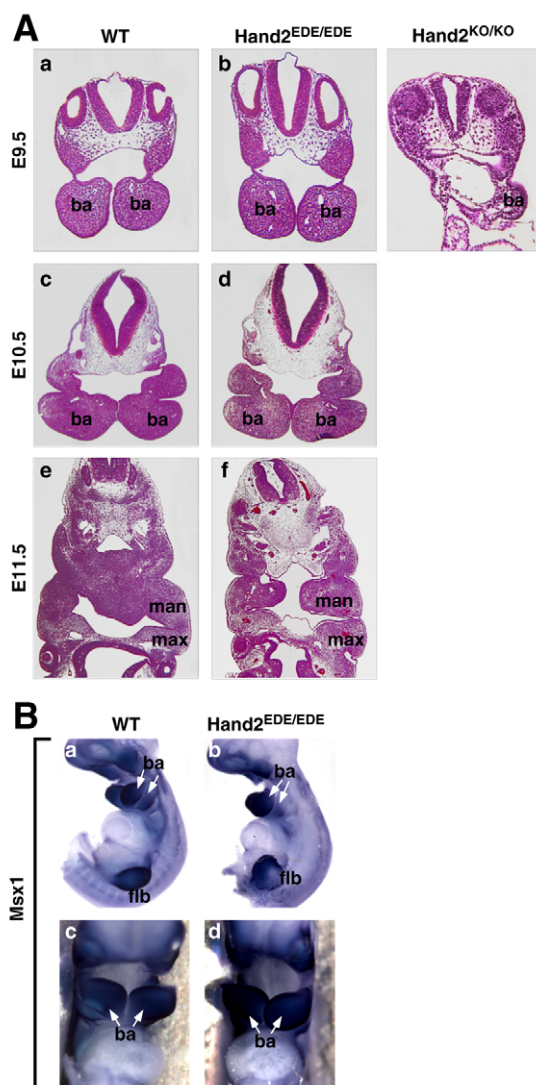 A
WT Hand2EDE/EDE Hand2KO/KO
E9.5
a b
ba ba ba ba ba
E10.5
c d
ba ba ba ba
E11.5
e f
man man
max max
B
WT Hand2EDE/EDE
Msx1
a b
ba ba
flb flb
c d
ba ba